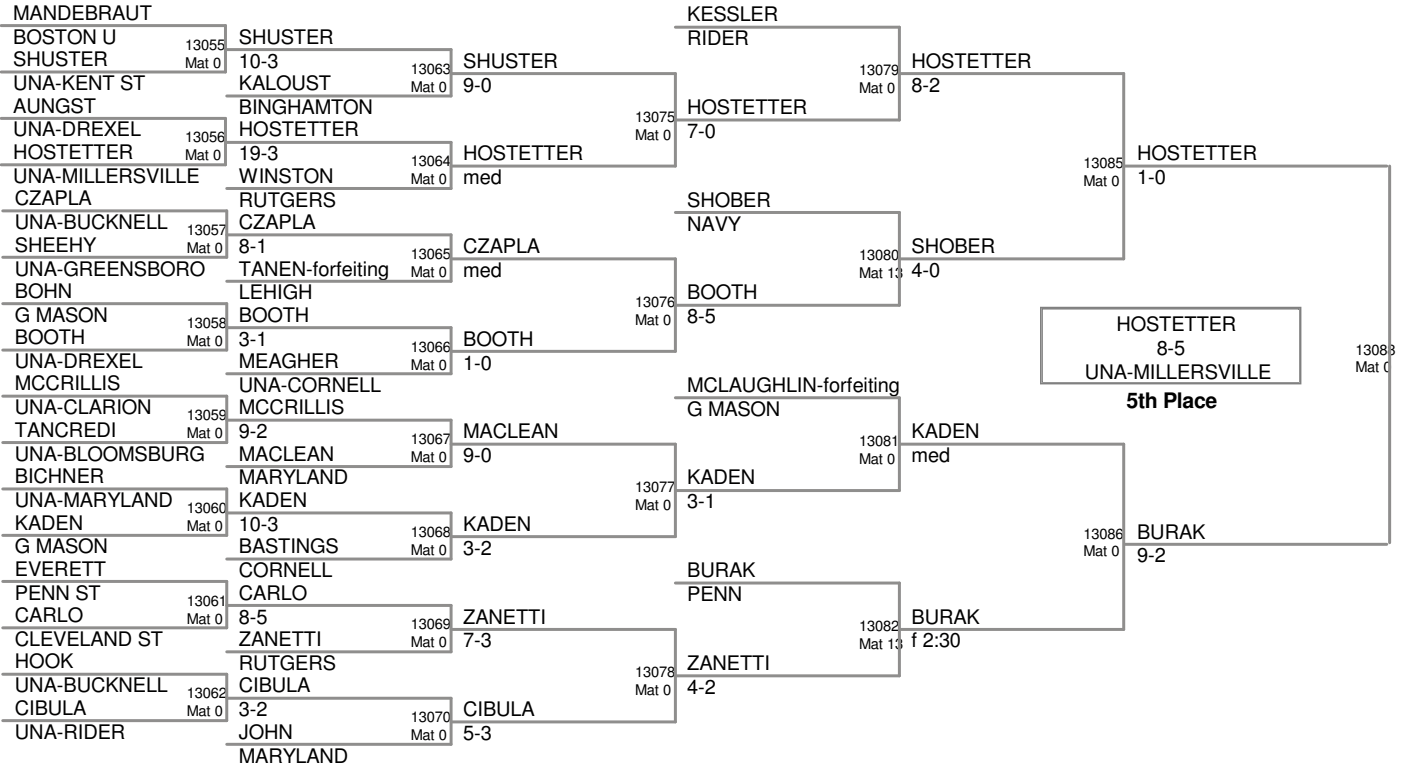 MANDEBRAUT
BOSTON U
SHUSTER
UNA-KENT ST
AUNGST
UNA-DREXEL
HOSTETTER
UNA-MILLERSVILLE
CZAPLA
UNA-BUCKNELL
SHEEHY
UNA-GREENSBORO
BOHN
G MASON
BOOTH
UNA-DREXEL
MCCRILLIS
UNA-CLARION
TANCREDI
UNA-BLOOMSBURG
BICHNER
UNA-MARYLAND
KADEN
G MASON
EVERETT
PENN ST
CARLO
CLEVELAND ST
HOOK
UNA-BUCKNELL
CIBULA
UNA-RIDER
13055
Mat 0
13056
Mat 0
13057
Mat 0
13058
Mat 0
13059
Mat 0
13060
Mat 0
13061
Mat 0
13062
Mat 0
SHUSTER
10-3
KALOUST
BINGHAMTON
HOSTETTER
19-3
WINSTON
RUTGERS
CZAPLA
8-1
TANEN-forfeiting
LEHIGH
BOOTH
3-1
MEAGHER
UNA-CORNELL
MCCRILLIS
9-2
MACLEAN
MARYLAND
KADEN
10-3
BASTINGS
CORNELL
CARLO
8-5
ZANETTI
RUTGERS
CIBULA
3-2
JOHN
MARYLAND
13063
Mat 0
13064
Mat 0
13065
Mat 0
13066
Mat 0
13067
Mat 0
13068
Mat 0
13069
Mat 0
13070
Mat 0
SHUSTER
9-0
HOSTETTER
med
CZAPLA
med
BOOTH
1-0
MACLEAN
9-0
KADEN
3-2
ZANETTI
7-3
CIBULA
5-3
13075
Mat 0
13076
Mat 0
13077
Mat 0
13078
Mat 0
KESSLER
RIDER
HOSTETTER
7-0
SHOBER
NAVY
BOOTH
8-5
MCLAUGHLIN-forfeiting
G MASON
KADEN
3-1
BURAK
PENN
ZANETTI
4-2
13079
Mat 0
13080
Mat 13
13081
Mat 0
13082
Mat 13
HOSTETTER
8-2
SHOBER
4-0
KADEN
med
BURAK
f 2:30
13085
Mat 0
13086
Mat 0
HOSTETTER
1-0
BURAK
9-2
13088
Mat 0
HOSTETTER
8-5
UNA-MILLERSVILLE
5th Place